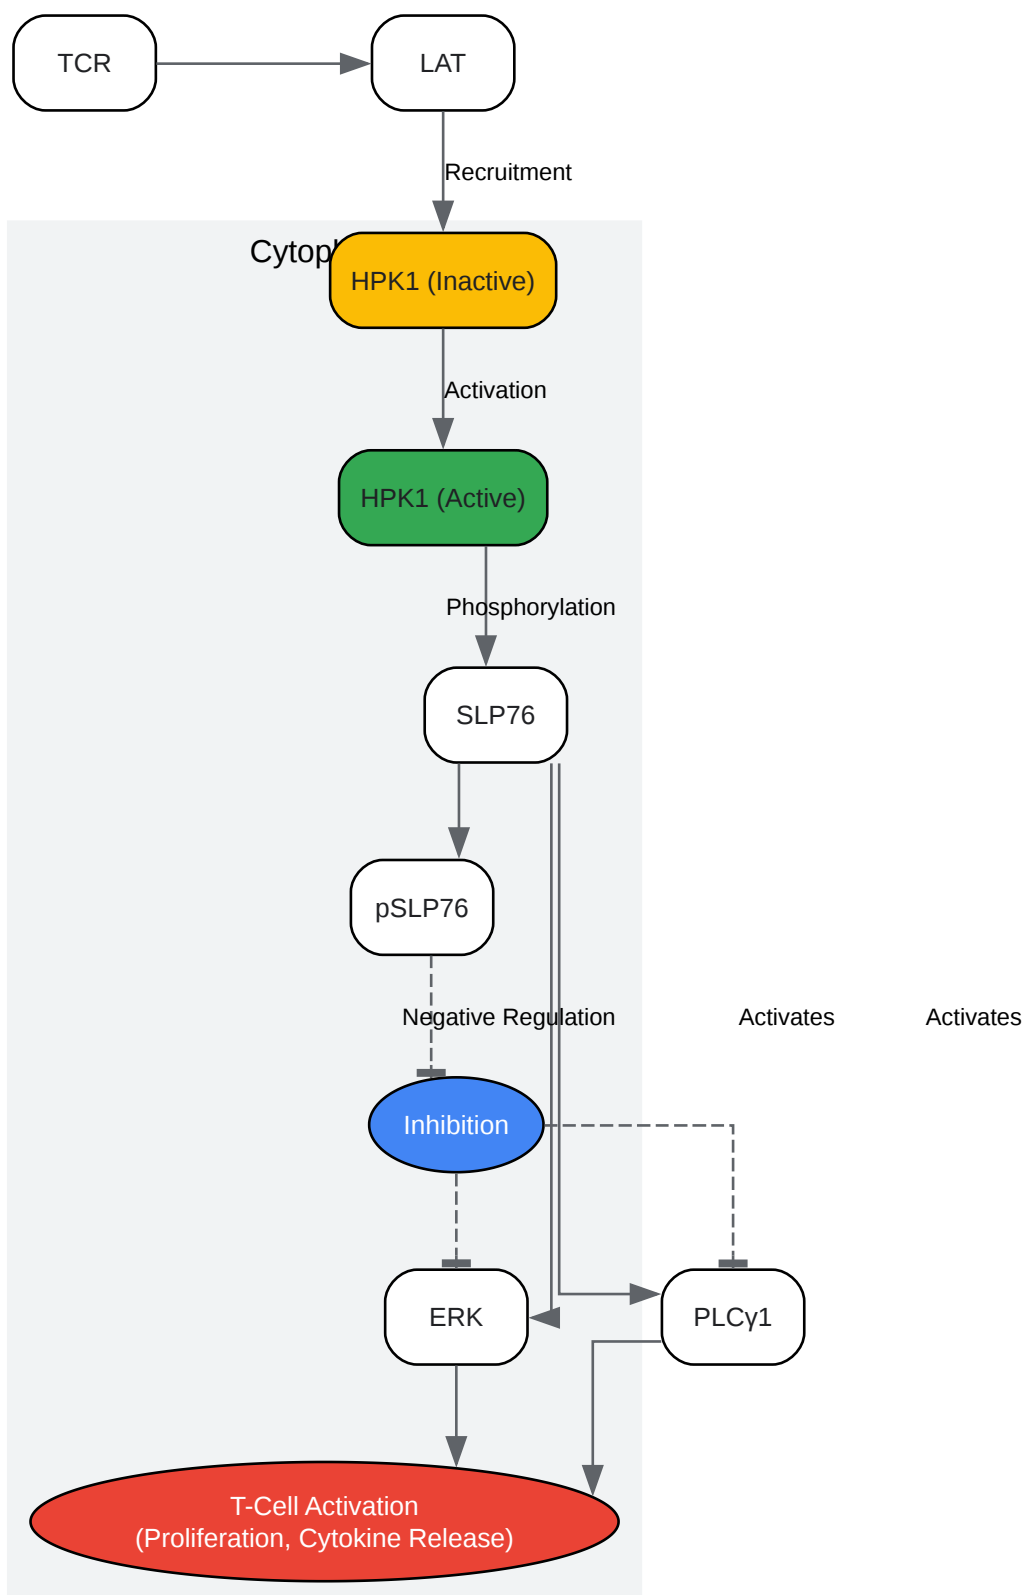 TCR
LAT
Recruitment
HPK1 (Inactive)
Activation
HPK1 (Active)
Phosphorylation
SLP76
pSLP76
Negative Regulation
Activates
Activates
Inhibition
ERK
PLCγ1
T-Cell Activation
(Proliferation, Cytokine Release)